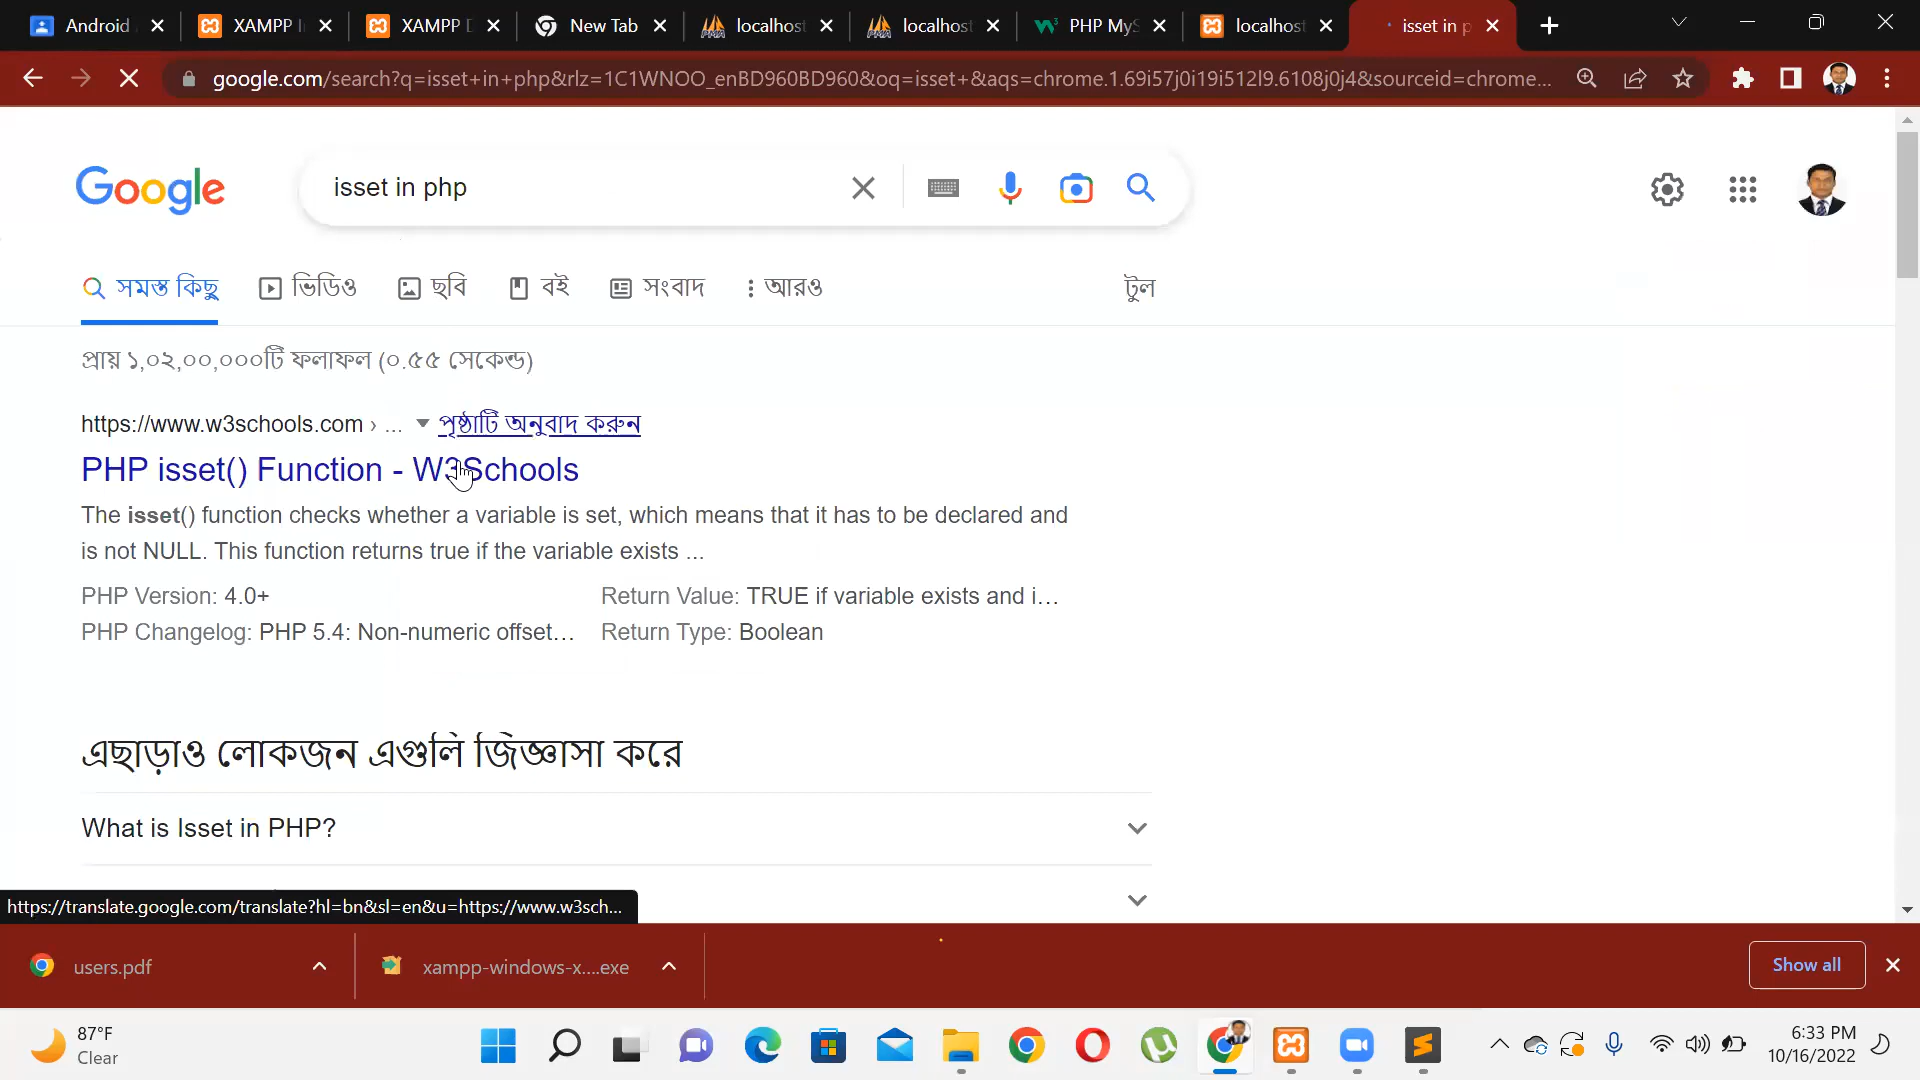 Android
XAMPP I
XAMPP D
New Tab
localhost
localhost
PHP MyS
localhost
isset in p
google.com/search?q=isset+in+php&rlz=1C1WNOO_enBD960BD960&oq=isset+&aqs=chrome.1.69i57j0i19i512l9.6108j0j4&sourceid=chrome...
Google
isset in php
সমস্ত কিছু
ভিডিও
ছবি
বই
সংবাদ
আরও
টুল
প্রায় ১,০২,০০,০০০টি ফলাফল (০.৫৫ সেকেন্ড)
https://www.w3schools.com › ... পৃষ্ঠাটি অনুবাদ করুন
PHP isset() Function - W3Schools
The isset() function checks whether a variable is set, which means that it has to be declared and
is not NULL. This function returns true if the variable exists ...
PHP Version: 4.0+
Return Value: TRUE if variable exists and i...
PHP Changelog: PHP 5.4: Non-numeric offset...
Return Type: Boolean
এছাড়াও লোকজন এগুলি জিজ্ঞাসা করে
What is Isset in PHP?
https://translate.google.com/translate?hl=bn&sl=en&u=https://www.w3sch...
users.pdf
xampp-windows-x....exe
Show all
87°F
Clear
6:33 PM
10/16/2022